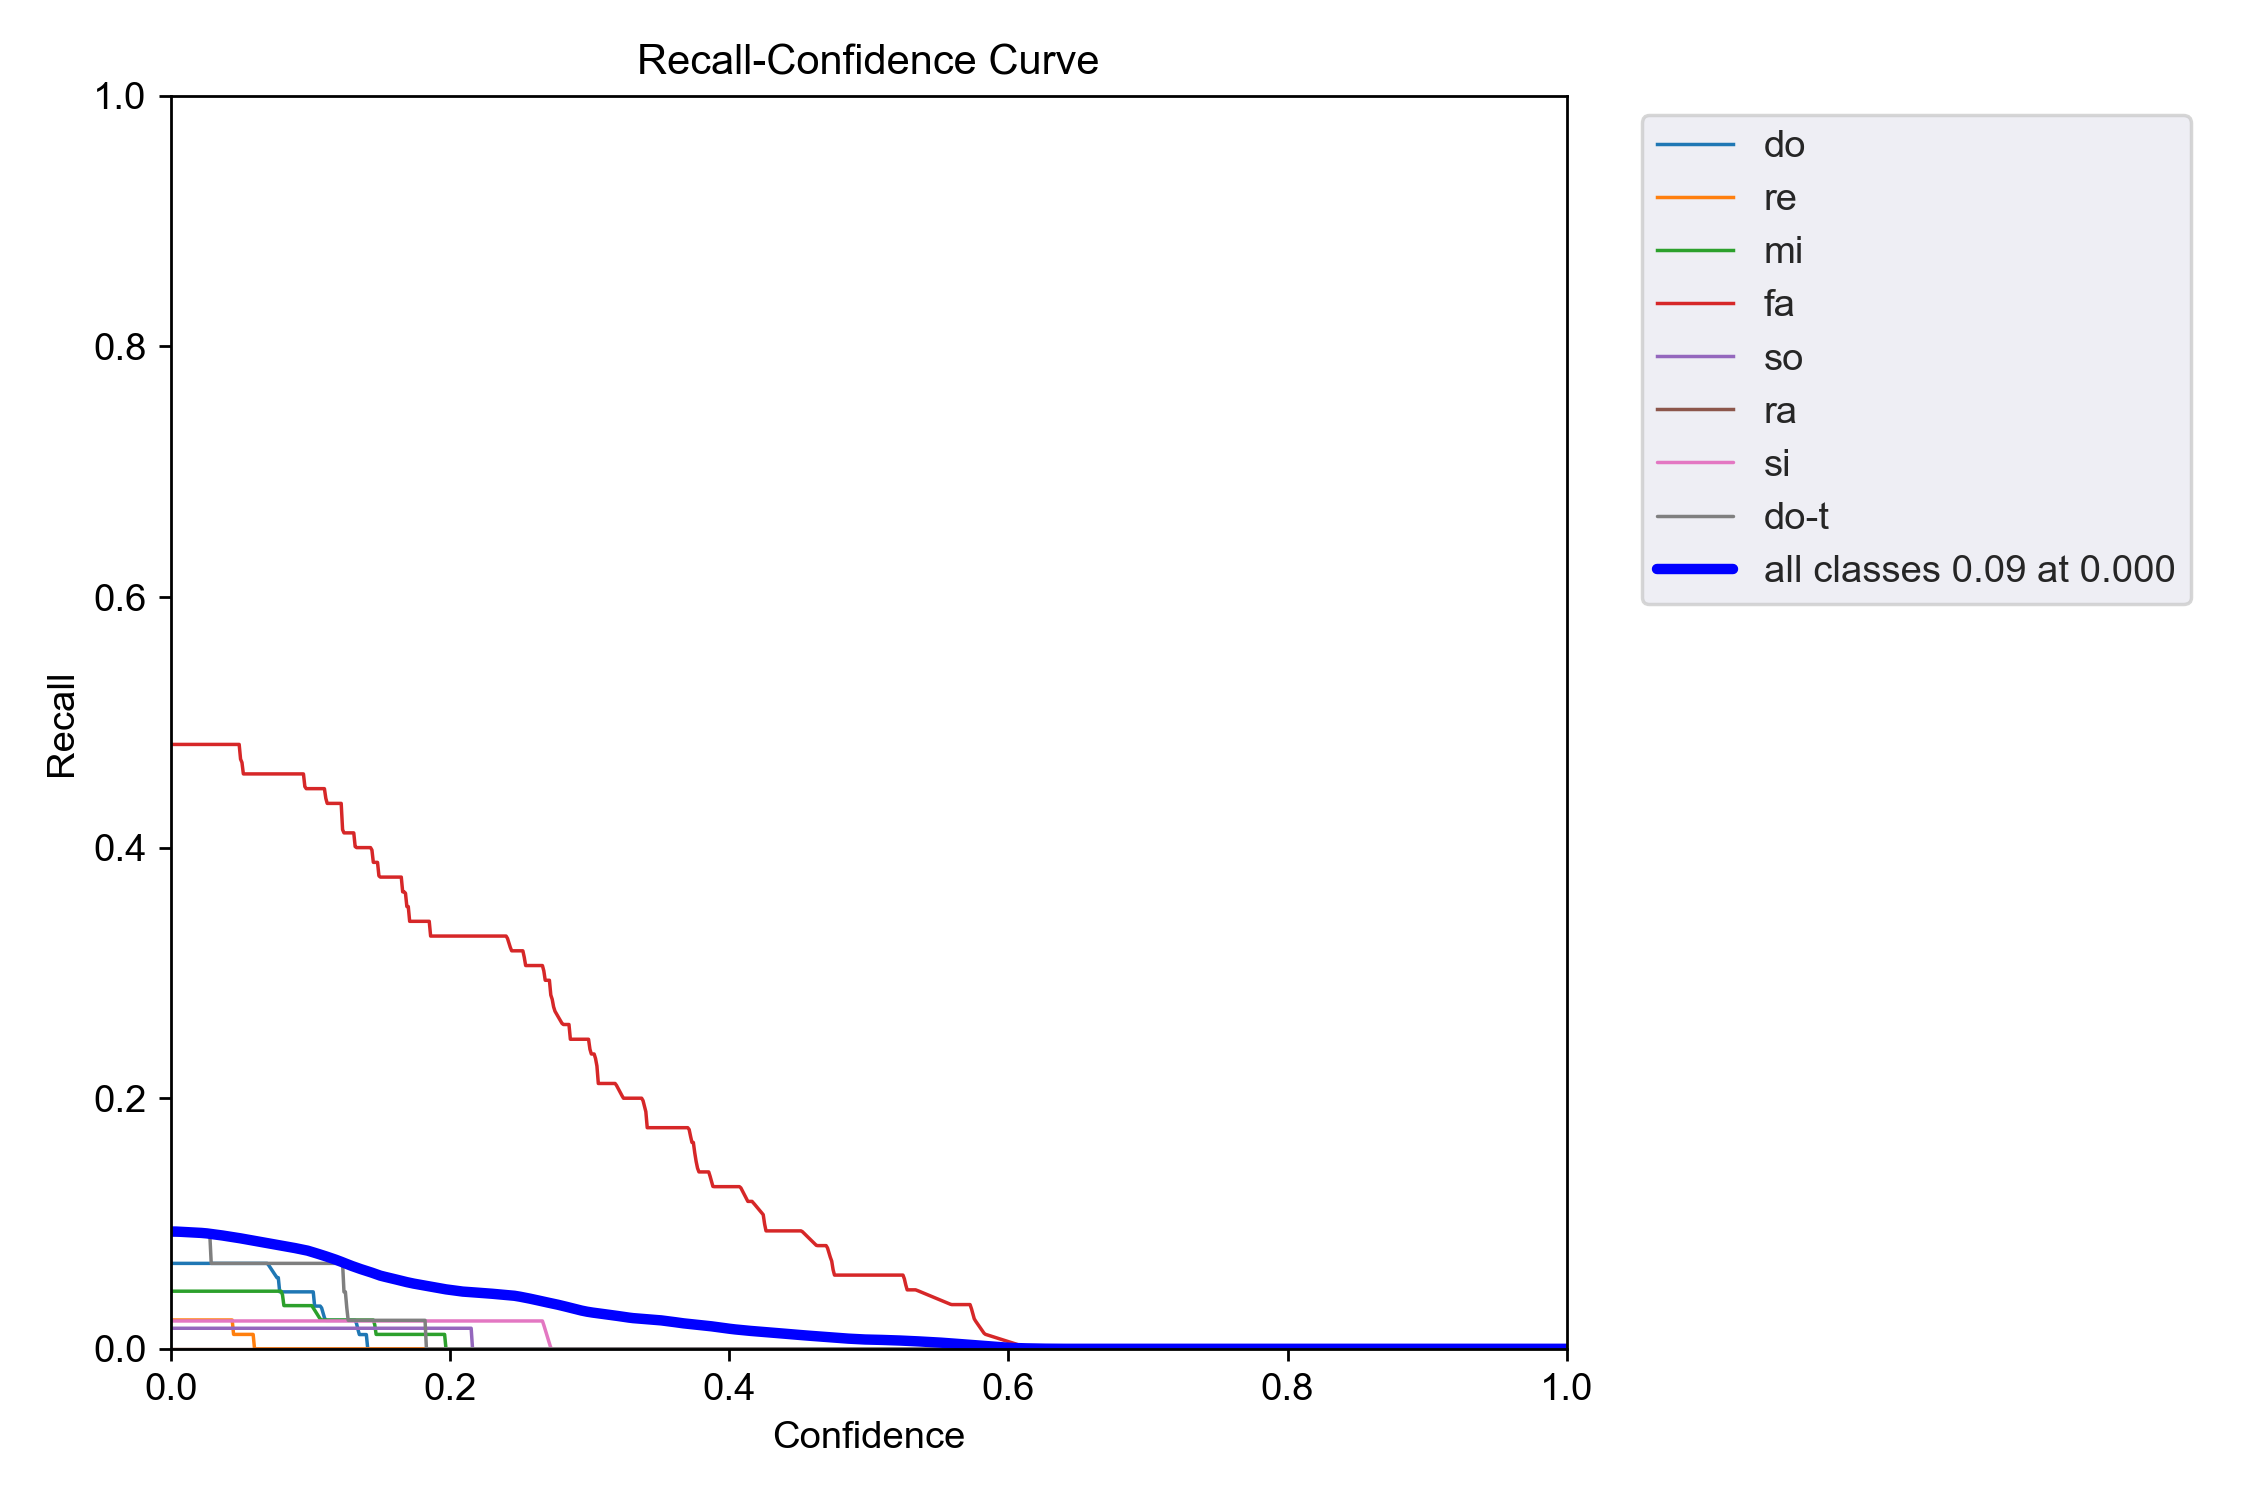 Recall-Confidence Curve
1.0
0.8
0.6
0.4
0.2
0.0
Recall
0.0 0.2 0.4 0.6 0.8 1.0
Confidence
do
re
mi
fa
so
ra
si
do-t
all classes 0.09 at 0.000